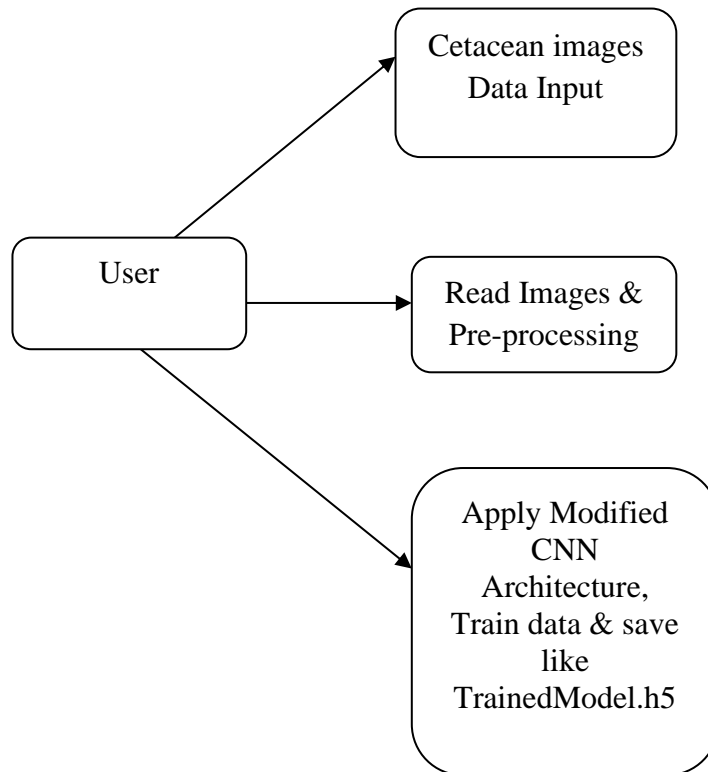 Cetacean images
Data Input
User
Read Images &
Pre-processing
Apply Modified
CNN
Architecture,
Train data & save
like
TrainedModel.h5